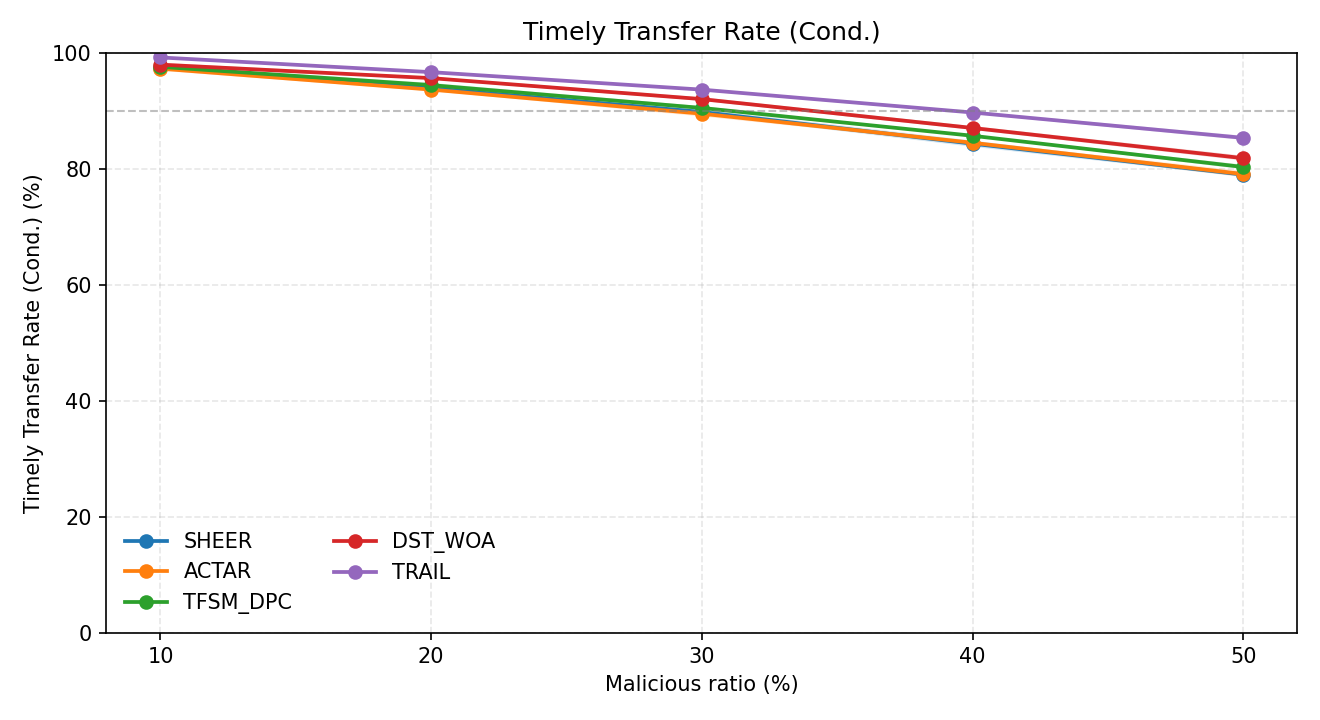 Timely Transfer Rate (Cond.)
Timely Transfer Rate (Cond.) (%)
100
80
60
40
20
0
SHEER
ACTAR
TFSM_DPC
DST_WOA
TRAIL
10 20 30 40 50
Malicious ratio (%)